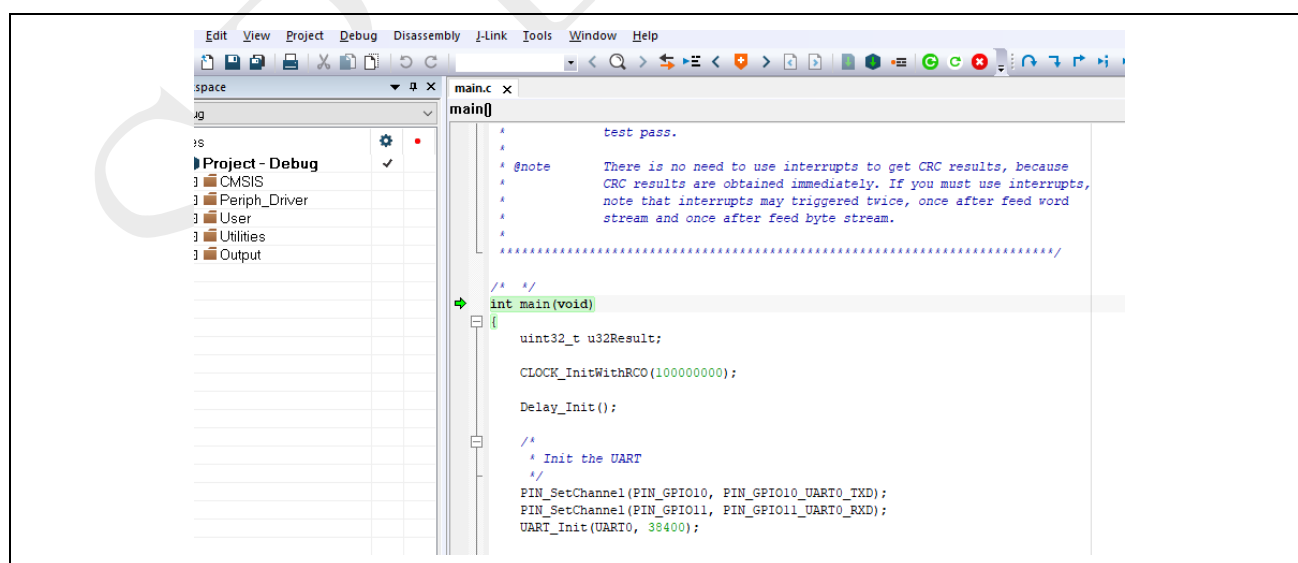 Edit View Project Debug Disassembly J-Link Tools Window Help
main.c
main()
Project - Debug
CMSIS
Periph_Driver
User
Utilities
Output
* test pass.
*
* @note There is no need to use interrupts to get CRC results, because
* CRC results are obtained immediately. If you must use interrupts,
* note that interrupts may triggered twice, once after feed word
* stream and once after feed byte stream.
*
/* */
int main(void)
{
uint32_t u32Result;
CLOCK_InitWithRCO(100000000);
Delay_Init();
/*
* Init the UART
*/
PIN_SetChannel(PIN_GPIO10, PIN_GPIO10_UART0_TXD);
PIN_SetChannel(PIN_GPIO11, PIN_GPIO11_UART0_RXD);
UART_Init(UART0, 38400);